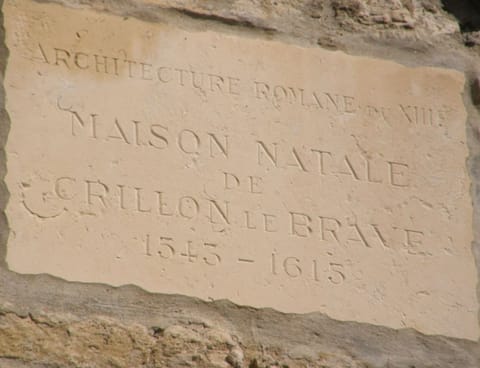 ARCHITECTURE ROMANE DU XIIIE
MAISON NATALE
DE
CRILLON LE BRAVE
1543 - 1615